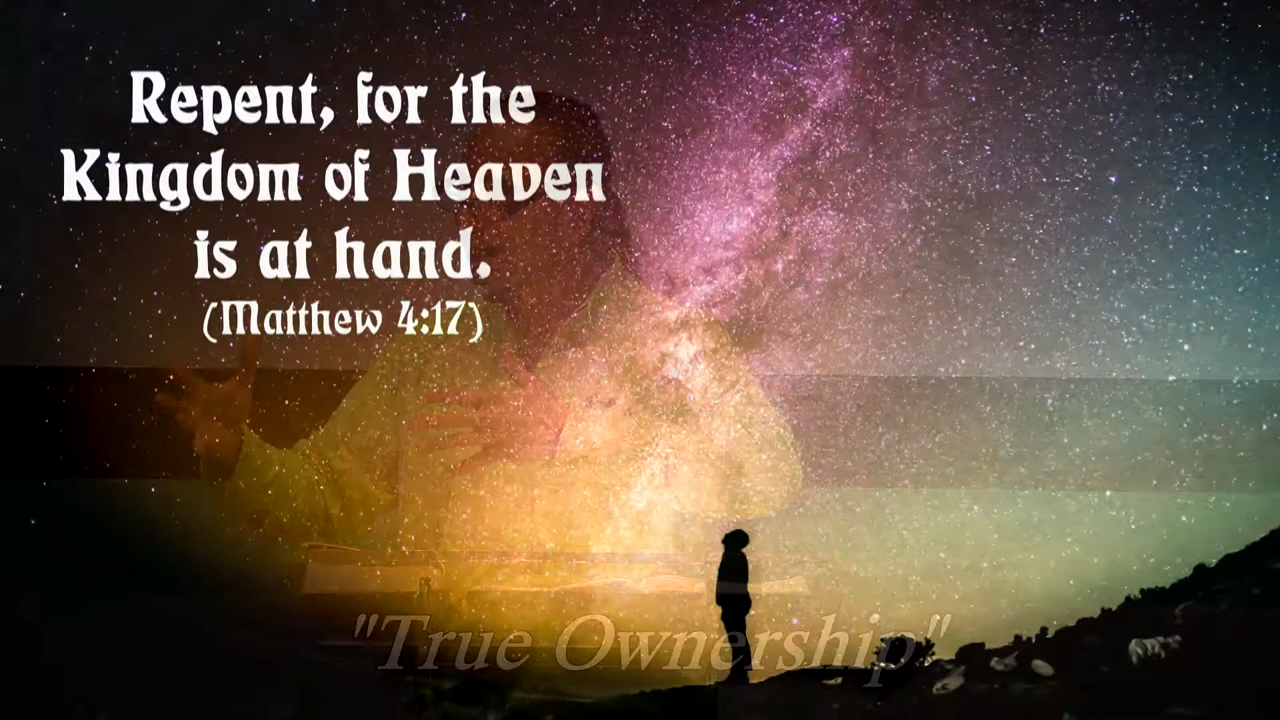 Repent, for the
Kingdom of Heaven
is at hand.
(Matthew 4:17)
"True Ownership"